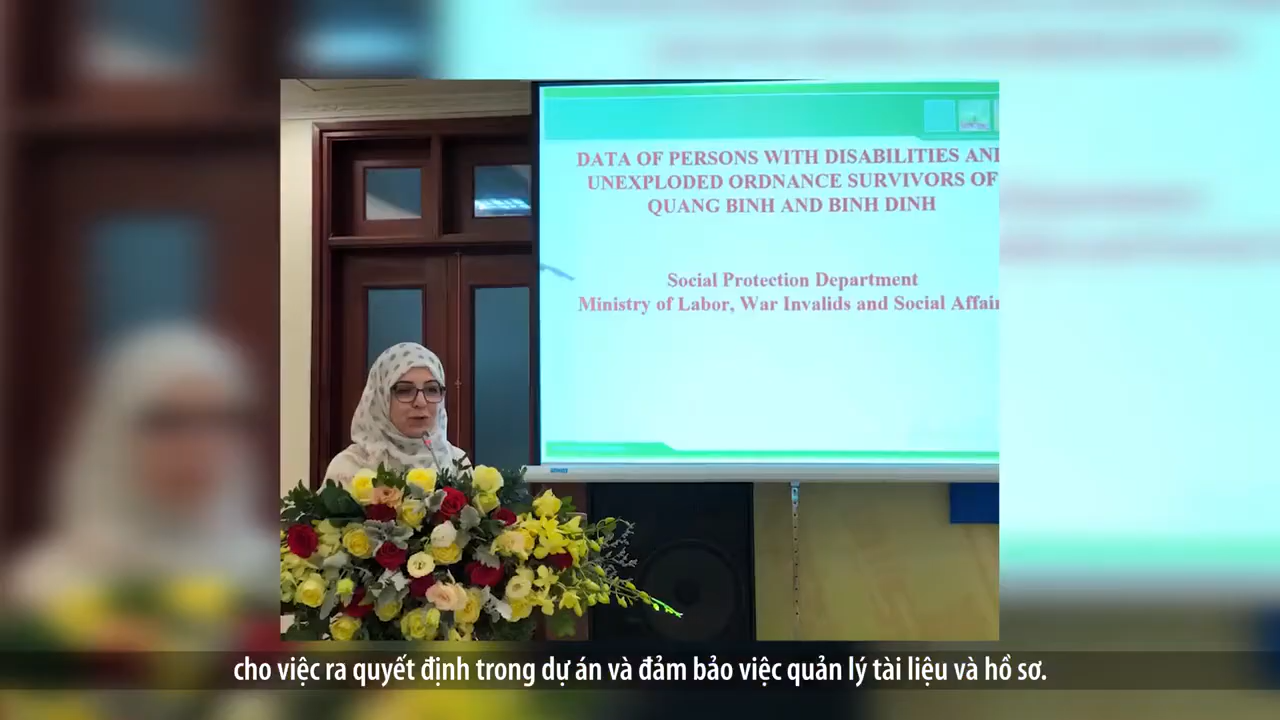 DATA OF PERSONS WITH DISABILITIES AND
UNEXPLODED ORDNANCE SURVIVORS OF
QUANG BINH AND BINH DINH
Social Protection Department
Ministry of Labor, War Invalids and Social Affair
cho việc ra quyết định trong dự án và đảm bảo việc quản lý tài liệu và hồ sơ.